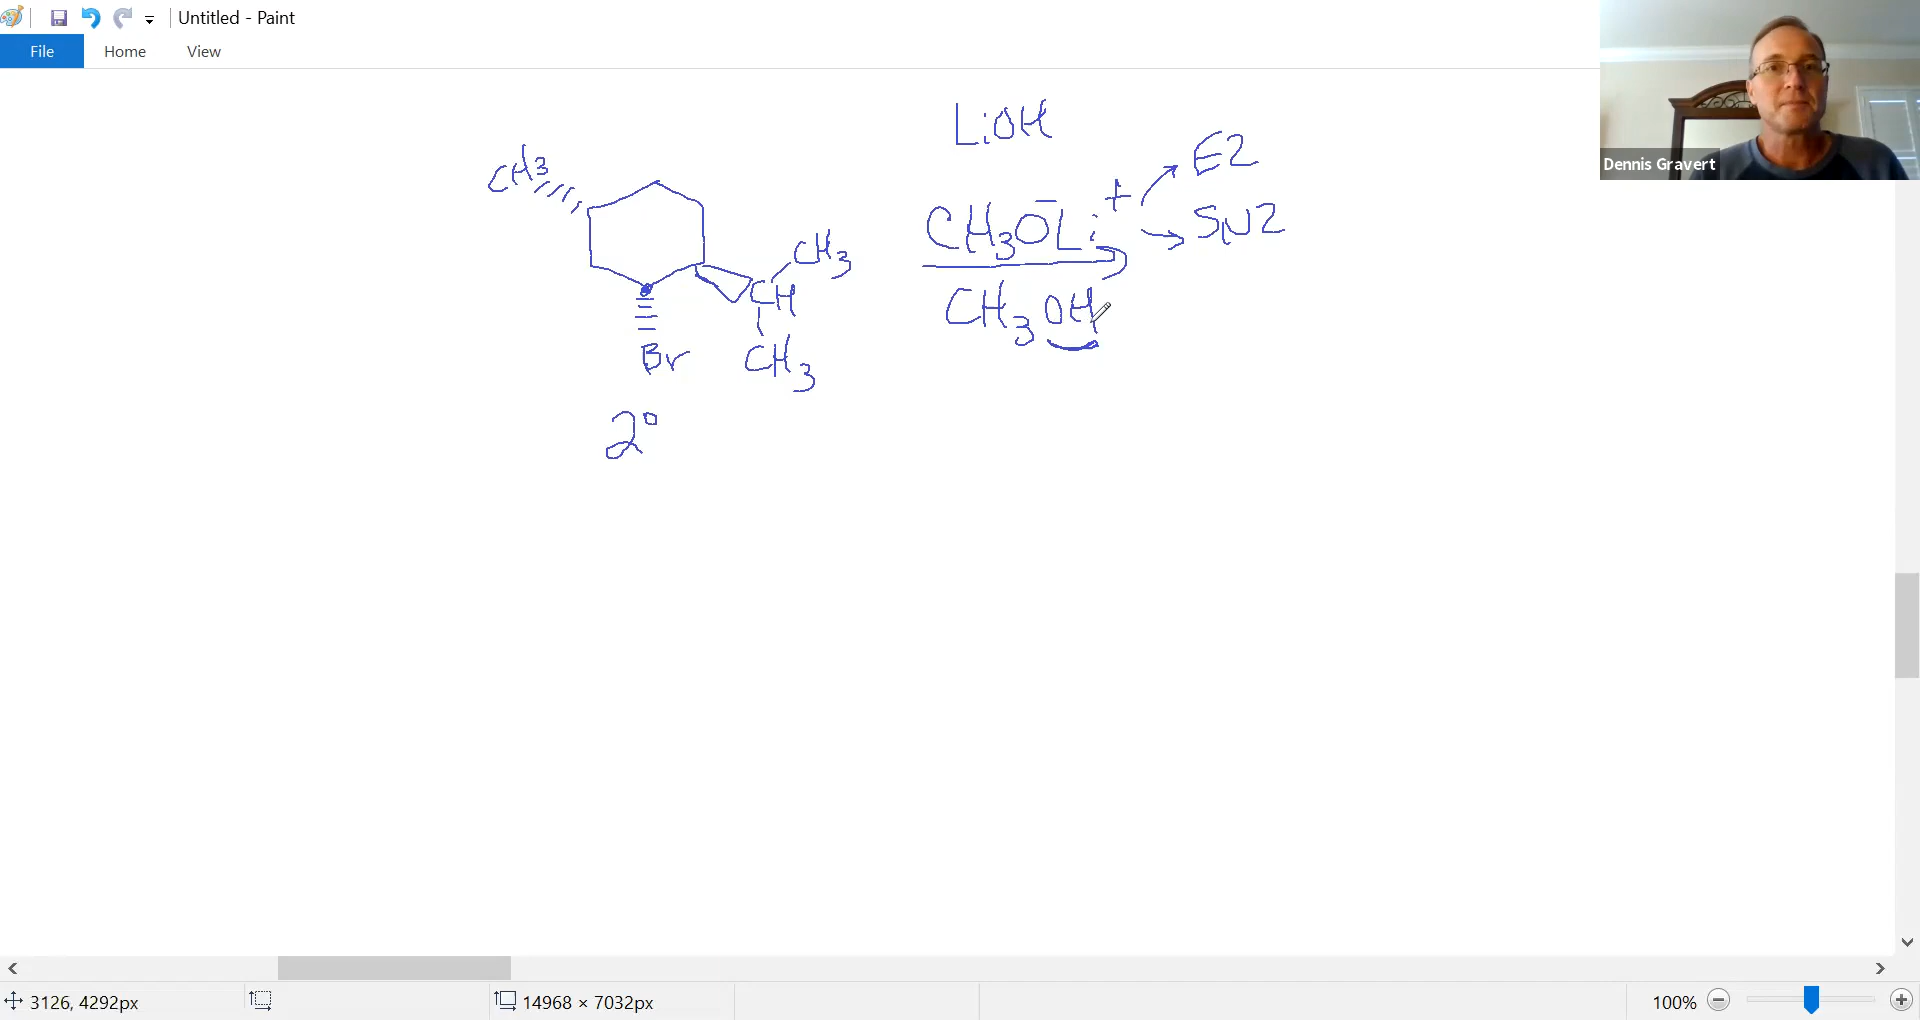 Untitled - Paint
File Home View
Dennis Gravert
LiOH
CH3
CH3O⁻Li⁺
E2
SN2
CH3OH
CH3
CH
CH3
Br
2°
3126, 4292px
14968 × 7032px
100%